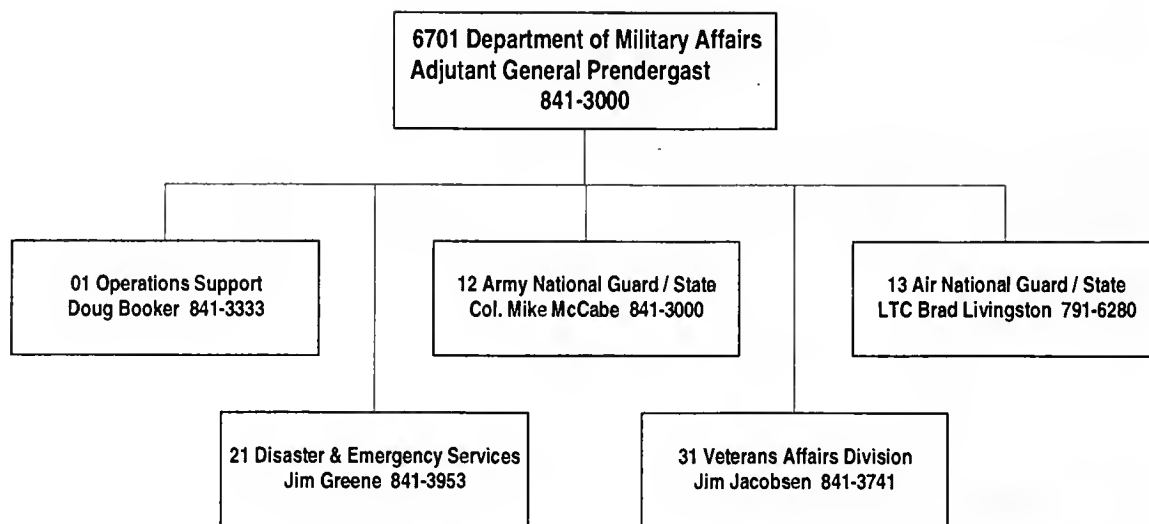 6701 Department of Military Affairs
Adjutant General Prendergast
841-3000
01 Operations Support
Doug Booker 841-3333
12 Army National Guard / State
Col. Mike McCabe 841-3000
13 Air National Guard / State
LTC Brad Livingston 791-6280
21 Disaster & Emergency Services
Jim Greene 841-3953
31 Veterans Affairs Division
Jim Jacobsen 841-3741